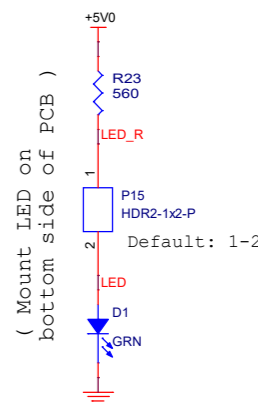 +5V0
R23
560
LED_R
1
P15
HDR2-1x2-P
2
Default: 1-2
LED
D1
GRN
( Mount LED on
bottom side of PCB )